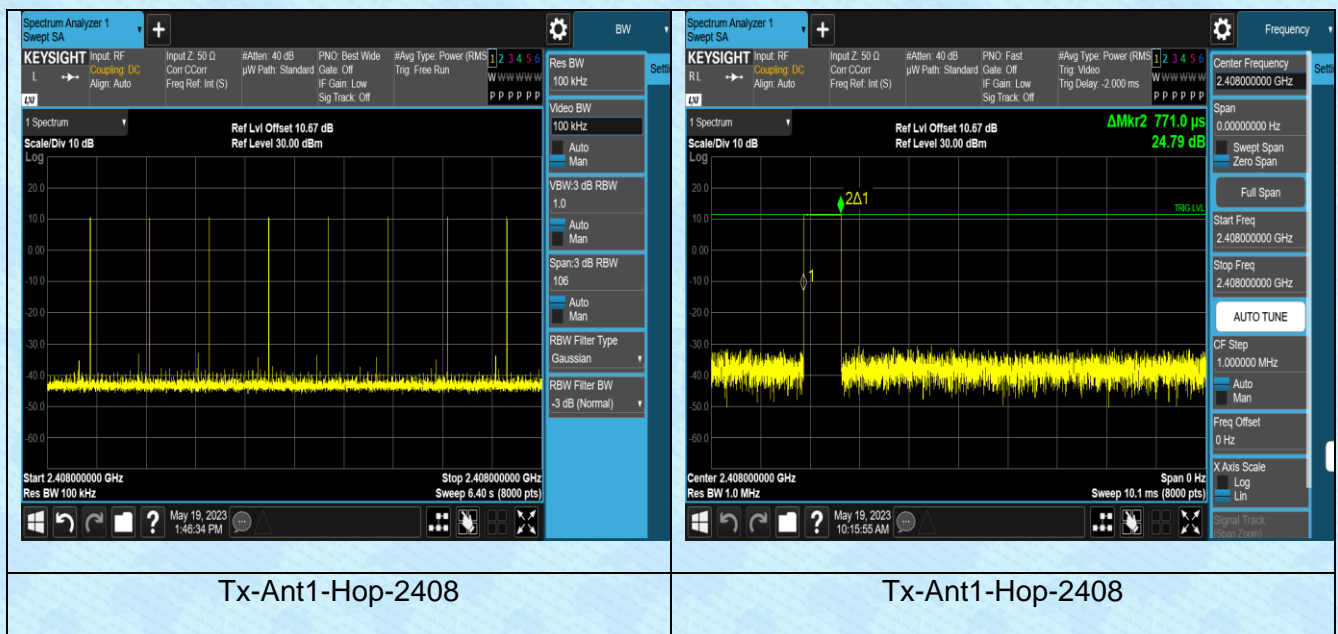 Spectrum Analyzer 1
Swept SA
+
BW
KEYSIGHT
L
LXI
Input: RF
Coupling: DC
Align: Auto
Input Z: 50 Ω
Corr CCorr
Freq Ref: Int (S)
#Atten: 40 dB
µW Path: Standard
PNO: Best Wide
Gate: Off
IF Gain: Low
Sig Track: Off
#Avg Type: Power (RMS
Trig: Free Run
1 2 3 4 5 6
W W W W W W
P P P P P P
Res BW
100 kHz
Settings
Video BW
100 kHz
Auto
Man
VBW:3 dB RBW
1.0
Auto
Man
Span:3 dB RBW
106
Auto
Man
RBW Filter Type
Gaussian
RBW Filter BW
-3 dB (Normal)
1 Spectrum
Scale/Div 10 dB
Log
Ref Lvl Offset 10.67 dB
Ref Level 30.00 dBm
20.0
10.0
0.00
-10.0
-20.0
-30.0
-40.0
-50.0
-60.0
Start 2.408000000 GHz
Res BW 100 kHz
Stop 2.408000000 GHz
Sweep 6.40 s (8000 pts)
?
May 19, 2023
1:46:34 PM
Tx-Ant1-Hop-2408
Spectrum Analyzer 1
Swept SA
+
Frequency
KEYSIGHT
R L
LXI
Input: RF
Coupling: DC
Align: Auto
Input Z: 50 Ω
Corr CCorr
Freq Ref: Int (S)
#Atten: 40 dB
µW Path: Standard
PNO: Fast
Gate: Off
IF Gain: Low
Sig Track: Off
#Avg Type: Power (RMS
Trig: Video
Trig Delay: -2.000 ms
1 2 3 4 5 6
W W W W W W
P P P P P P
Center Frequency
2.408000000 GHz
Setti
Span
0.00000000 Hz
Swept Span
Zero Span
Full Span
Start Freq
2.408000000 GHz
Stop Freq
2.408000000 GHz
AUTO TUNE
CF Step
1.000000 MHz
Auto
Man
Freq Offset
0 Hz
X Axis Scale
Log
Lin
Signal Track
(Span Zoom)
1 Spectrum
Scale/Div 10 dB
Log
Ref Lvl Offset 10.67 dB
Ref Level 30.00 dBm
ΔMkr2 771.0 µs
24.79 dB
20.0
10.0
0.00
-10.0
-20.0
-30.0
-40.0
-50.0
-60.0
2Δ1
1
TRIG LVL
Center 2.408000000 GHz
Res BW 1.0 MHz
Span 0 Hz
Sweep 10.1 ms (8000 pts)
?
May 19, 2023
10:15:55 AM
Tx-Ant1-Hop-2408